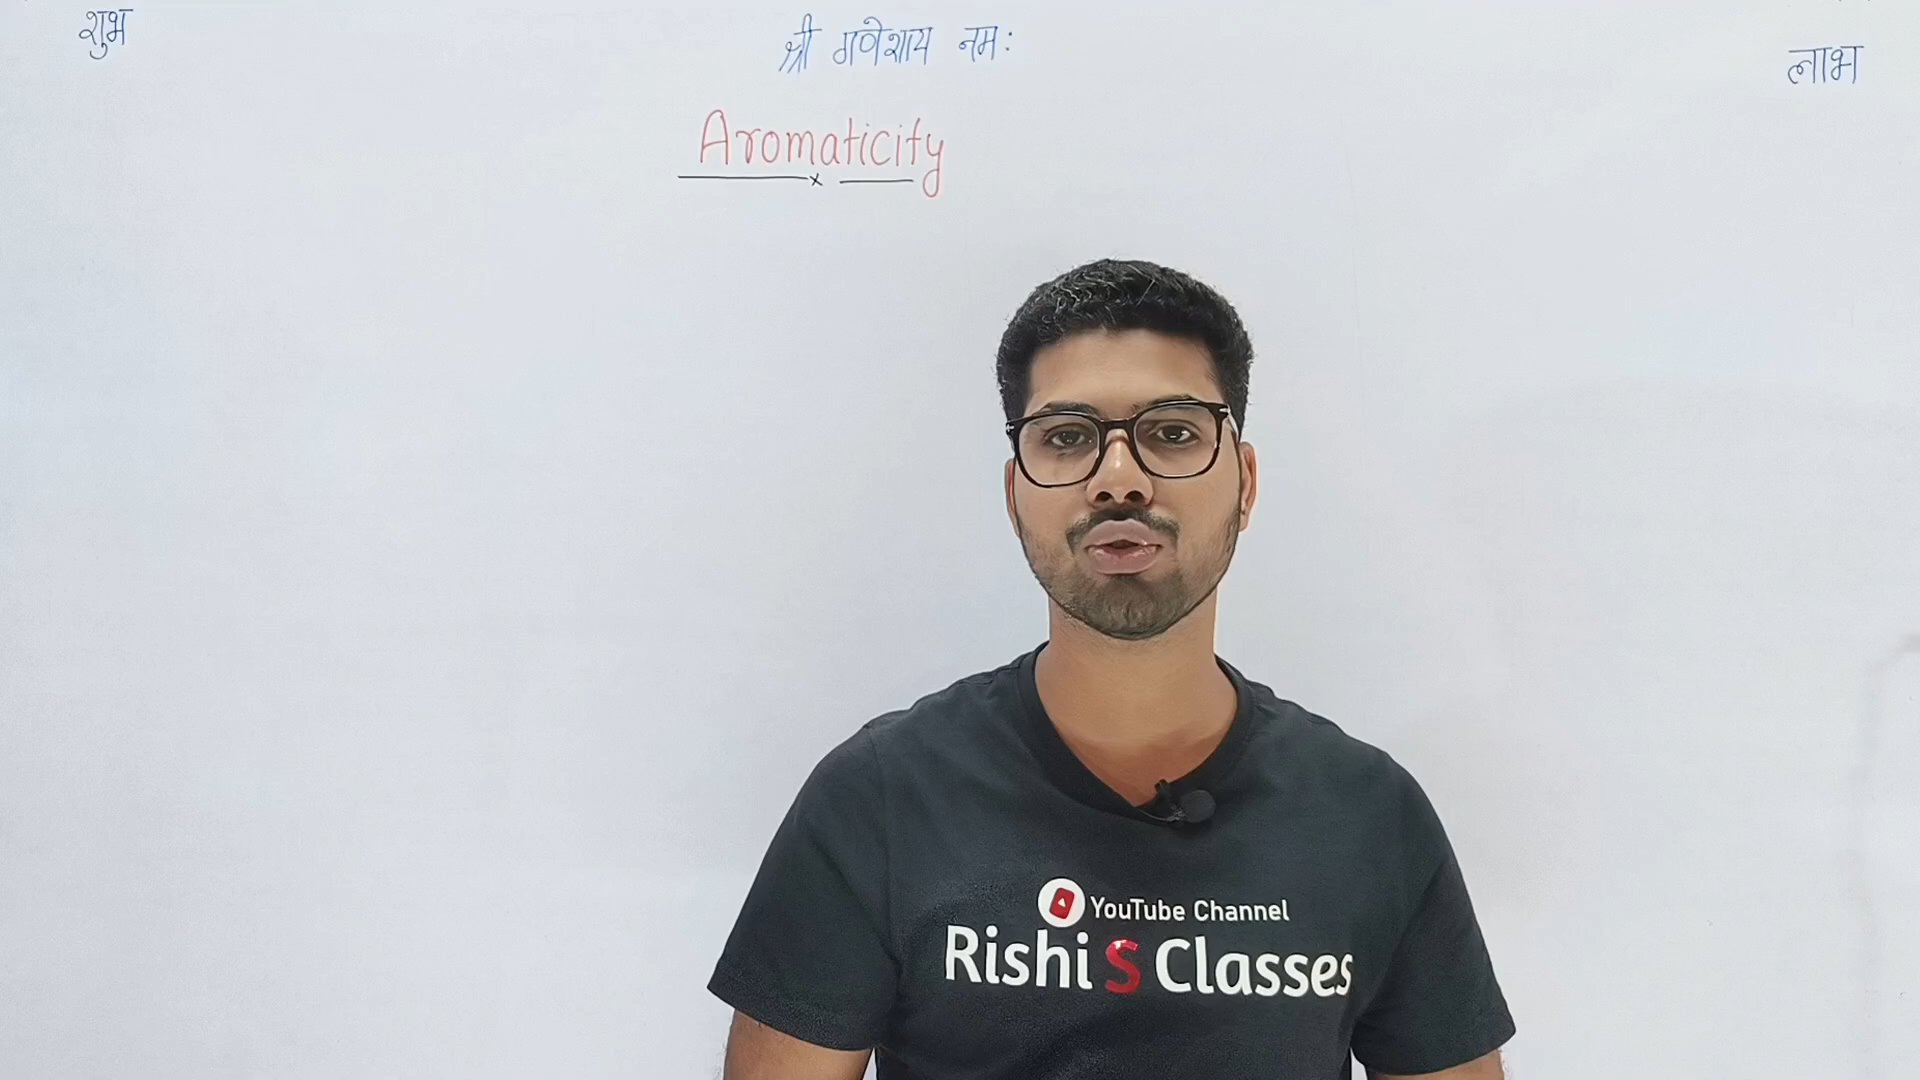 शुभ
श्री गणेशाय नमः
लाभ
Aromaticity
YouTube Channel
Rishi S Classes